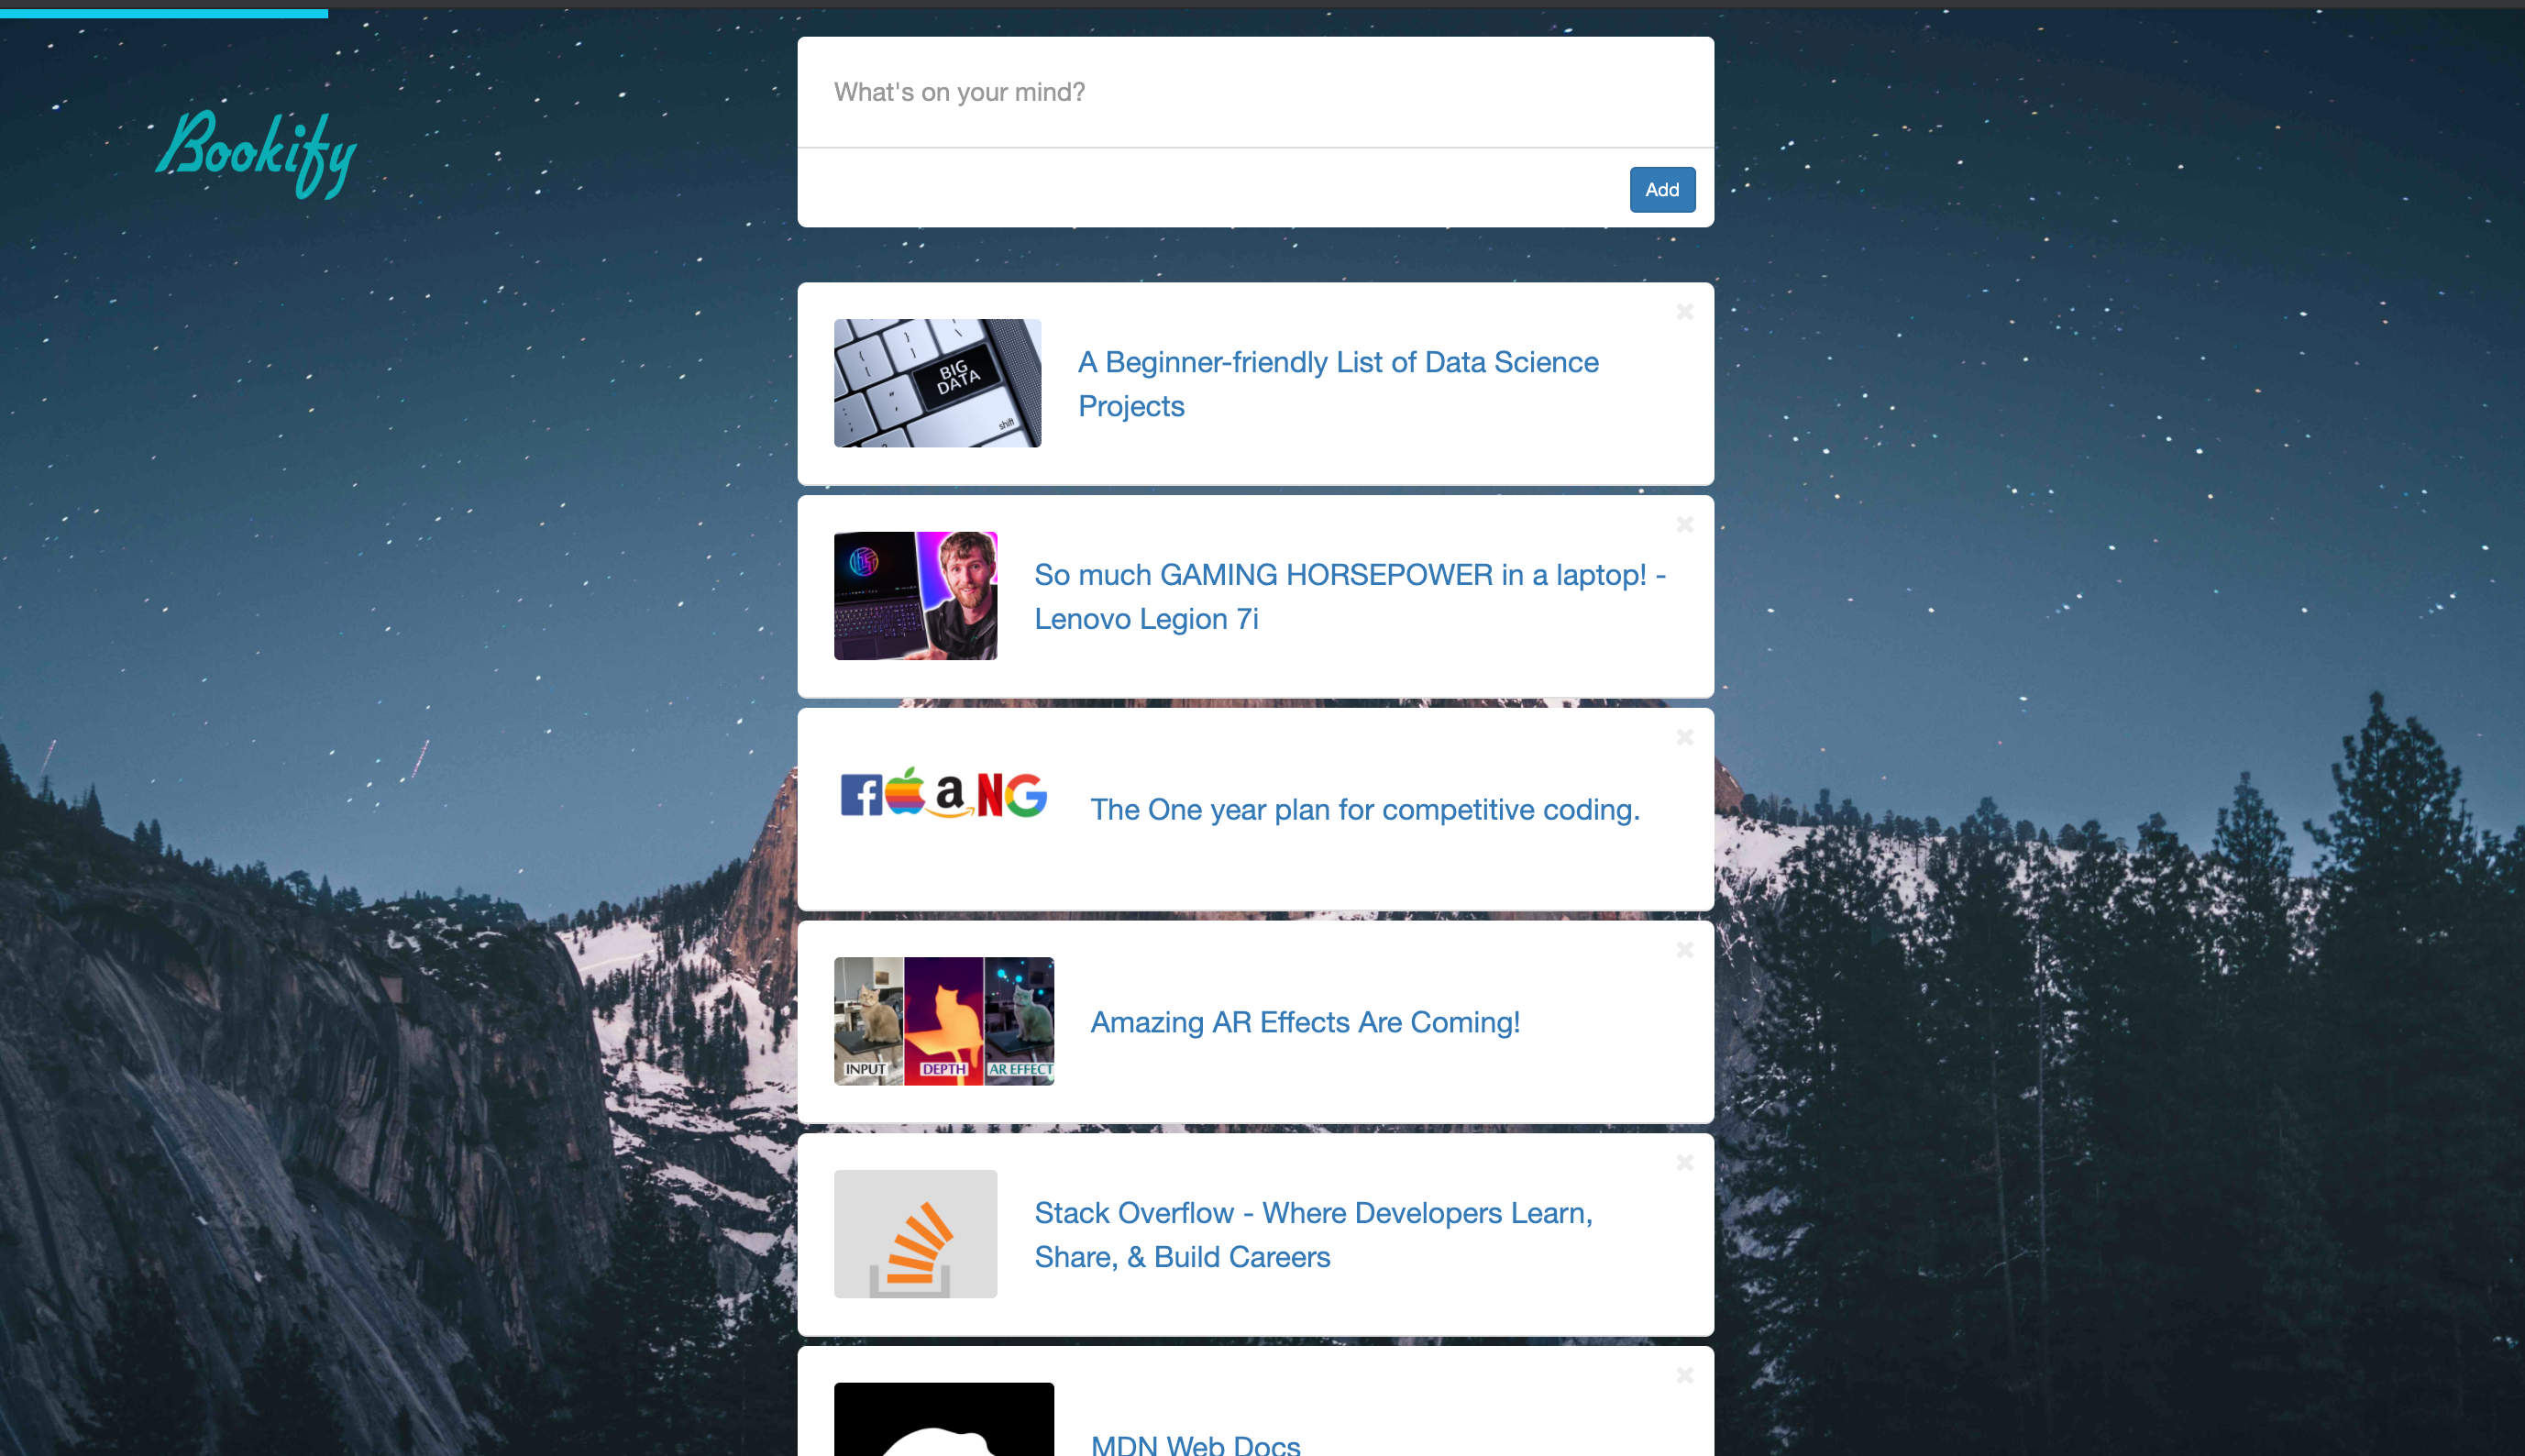 Bookify
What's on your mind?
Add
BIG
DATA
shift
A Beginner-friendly List of Data Science
Projects
So much GAMING HORSEPOWER in a laptop! -
Lenovo Legion 7i
The One year plan for competitive coding.
INPUT
DEPTH
AR EFFECT
Amazing AR Effects Are Coming!
Stack Overflow - Where Developers Learn,
Share, & Build Careers
MDN Web Docs